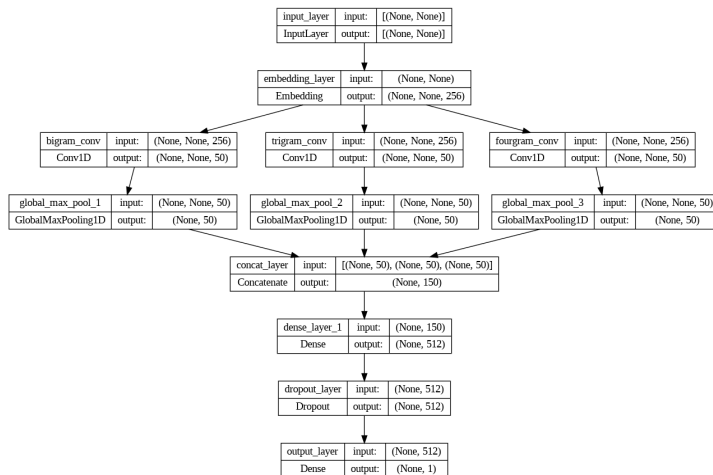 input_layer input: [(None, None)]
InputLayer output: [(None, None)]
embedding_layer input: (None, None)
Embedding output: (None, None, 256)
bigram_conv input: (None, None, 256)
Conv1D output: (None, None, 50)
trigram_conv input: (None, None, 256)
Conv1D output: (None, None, 50)
fourgram_conv input: (None, None, 256)
Conv1D output: (None, None, 50)
global_max_pool_1 input: (None, None, 50)
GlobalMaxPooling1D output: (None, 50)
global_max_pool_2 input: (None, None, 50)
GlobalMaxPooling1D output: (None, 50)
global_max_pool_3 input: (None, None, 50)
GlobalMaxPooling1D output: (None, 50)
concat_layer input: [(None, 50), (None, 50), (None, 50)]
Concatenate output: (None, 150)
dense_layer_1 input: (None, 150)
Dense output: (None, 512)
dropout_layer input: (None, 512)
Dropout output: (None, 512)
output_layer input: (None, 512)
Dense output: (None, 1)